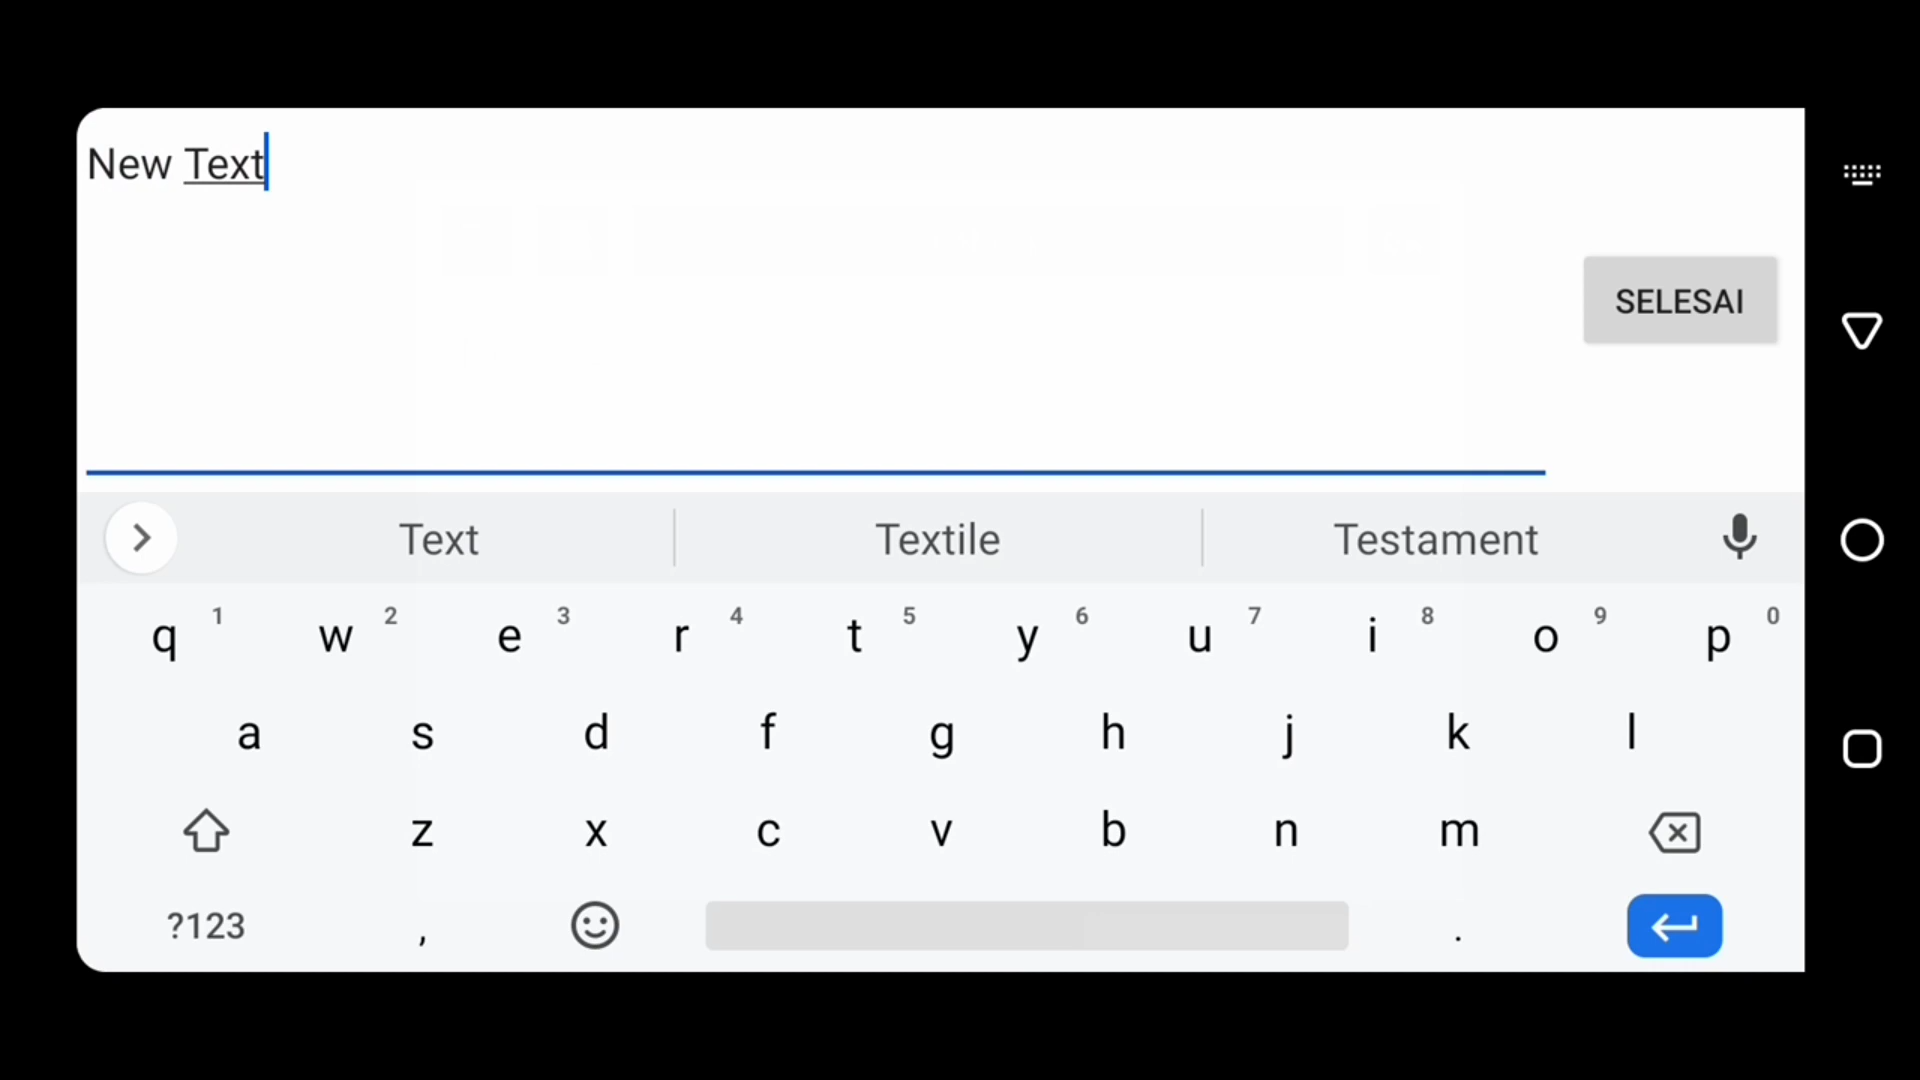 New Text
SELESAI
Text Textile Testament
q 1 w 2 e 3 r 4 t 5 y 6 u 7 i 8 o 9 p 0
a s d f g h j k l
z x c v b n m
?123 , .